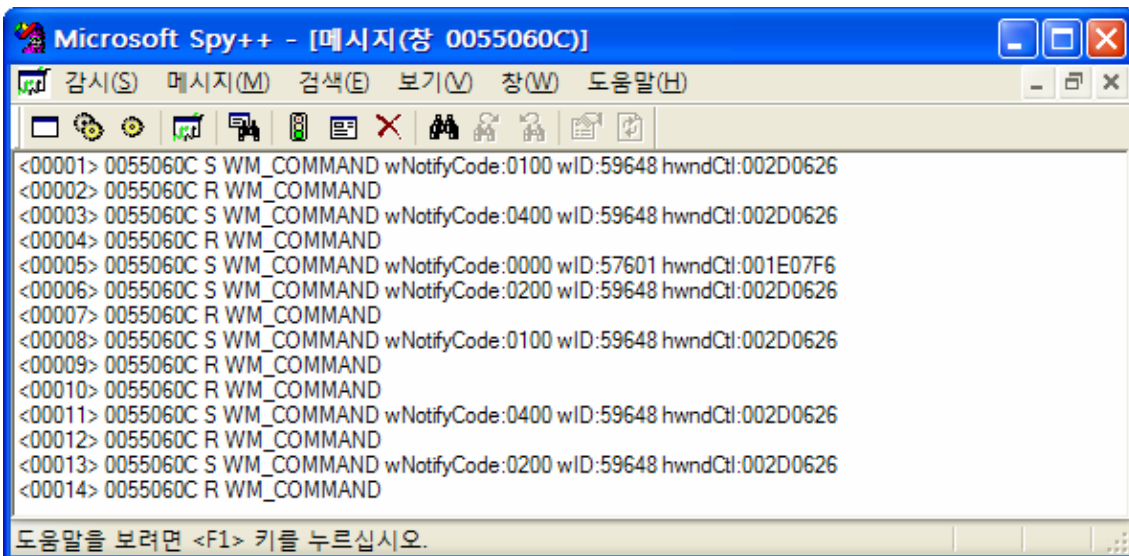 Microsoft Spy++ - [메시지(창 0055060C)]
감시(S) 메시지(M) 검색(E) 보기(V) 창(W) 도움말(H)
<00001> 0055060C S WM_COMMAND wNotifyCode:0100 wID:59648 hwndCtl:002D0626
<00002> 0055060C R WM_COMMAND
<00003> 0055060C S WM_COMMAND wNotifyCode:0400 wID:59648 hwndCtl:002D0626
<00004> 0055060C R WM_COMMAND
<00005> 0055060C S WM_COMMAND wNotifyCode:0000 wID:57601 hwndCtl:001E07F6
<00006> 0055060C S WM_COMMAND wNotifyCode:0200 wID:59648 hwndCtl:002D0626
<00007> 0055060C R WM_COMMAND
<00008> 0055060C S WM_COMMAND wNotifyCode:0100 wID:59648 hwndCtl:002D0626
<00009> 0055060C R WM_COMMAND
<00010> 0055060C R WM_COMMAND
<00011> 0055060C S WM_COMMAND wNotifyCode:0400 wID:59648 hwndCtl:002D0626
<00012> 0055060C R WM_COMMAND
<00013> 0055060C S WM_COMMAND wNotifyCode:0200 wID:59648 hwndCtl:002D0626
<00014> 0055060C R WM_COMMAND
도움말을 보려면 <F1> 키를 누르십시오.